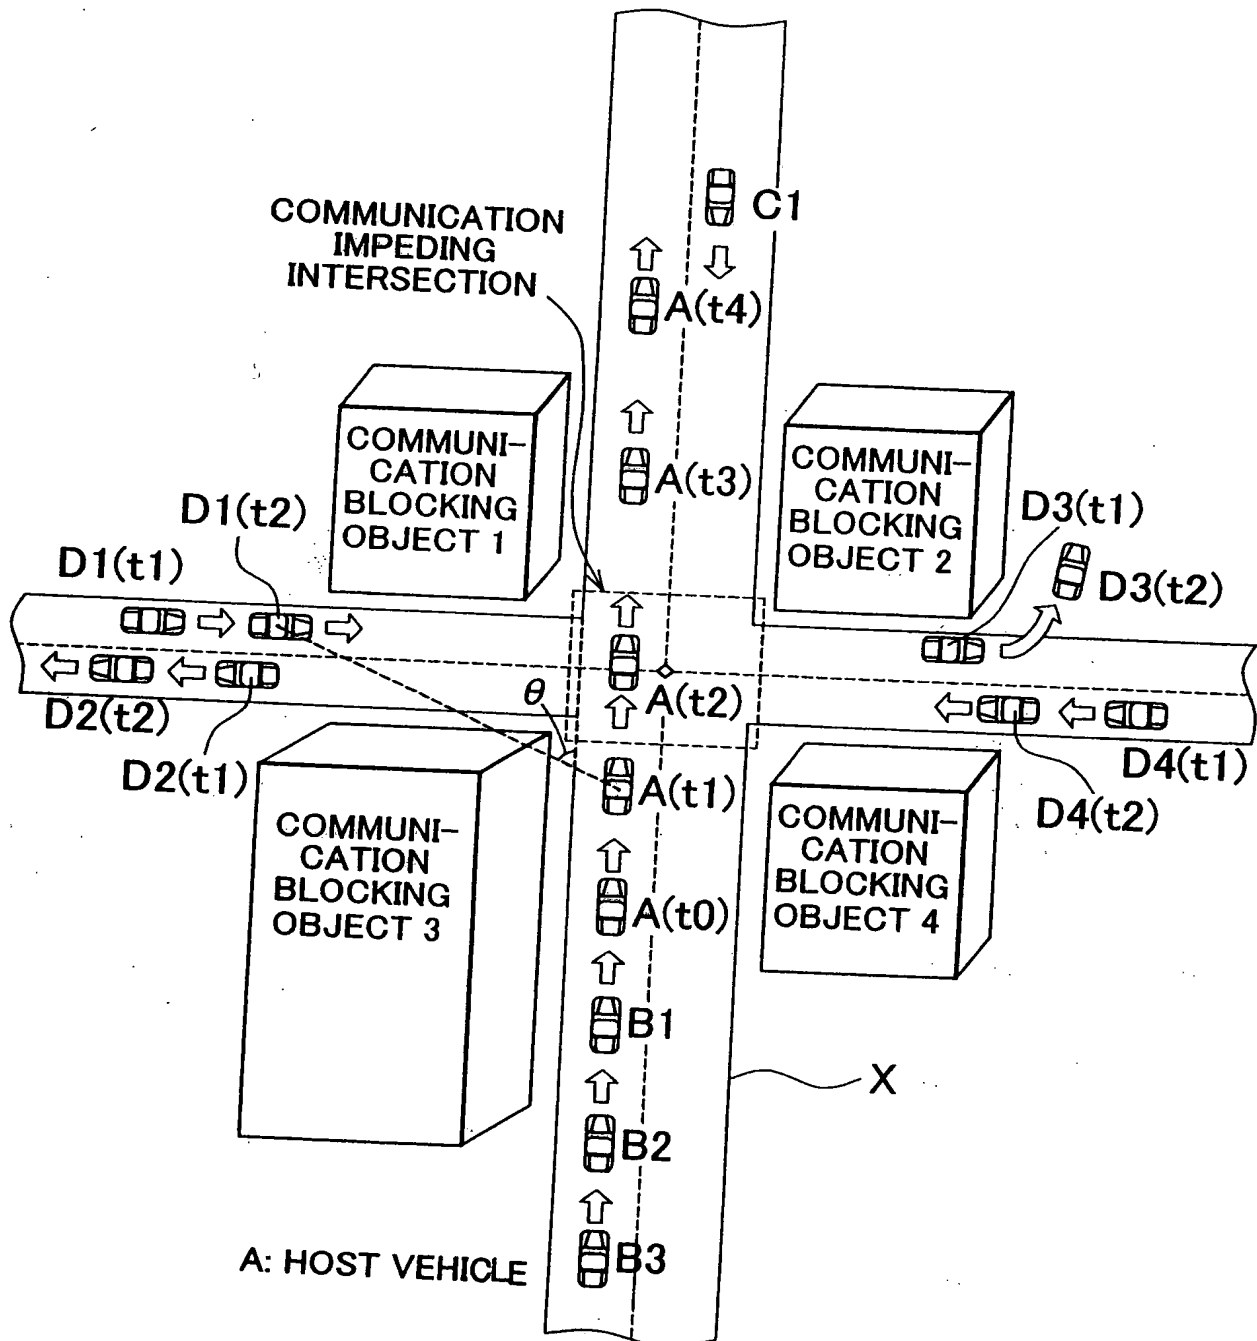 C1
COMMUNICATION
IMPEDING
INTERSECTION
A(t4)
COMMUNI-
CATION
BLOCKING
OBJECT 1
COMMUNI-
CATION
BLOCKING
OBJECT 2
A(t3)
D1(t2)
D3(t1)
D1(t1)
D3(t2)
θ
A(t2)
D2(t2)
D2(t1)
D4(t1)
D4(t2)
A(t1)
COMMUNI-
CATION
BLOCKING
OBJECT 3
COMMUNI-
CATION
BLOCKING
OBJECT 4
A(t0)
B1
X
B2
B3
A: HOST VEHICLE